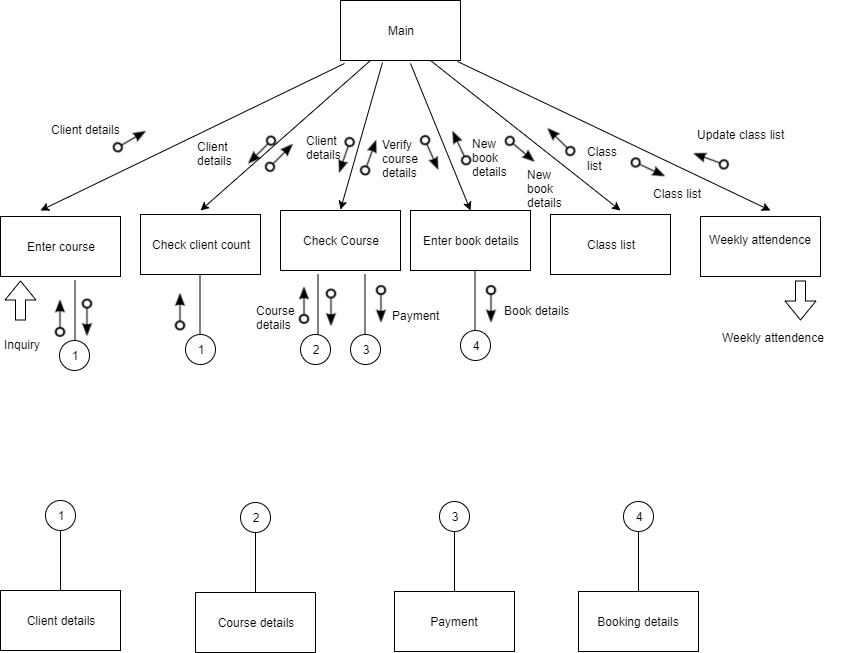 Main
Client details
Client
details
Client
details
Verify
course
details
New
book
details
New
book
details
Class
list
Class list
Update class list
Enter course
Check client count
Check Course
Enter book details
Class list
Weekly attendence
Inquiry
1
1
Course
details
2
3
Payment
4
Book details
Weekly attendence
1
2
3
4
Client details
Course details
Payment
Booking details